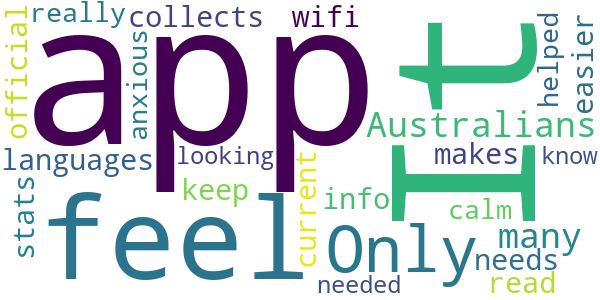 really
collects
wifi
official
anxious
app
It
helped
easier
Australians
languages
looking
makes
know
stats
keep
current
info
calm
feel
Only
many
needs
needed
read